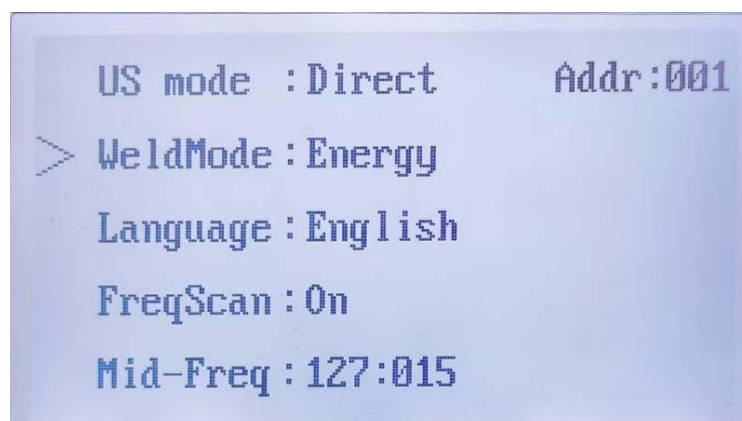 US mode :Direct Addr:001
> WeldMode:Energy
Language:English
FreqScan:On
Mid-Freq:127:015